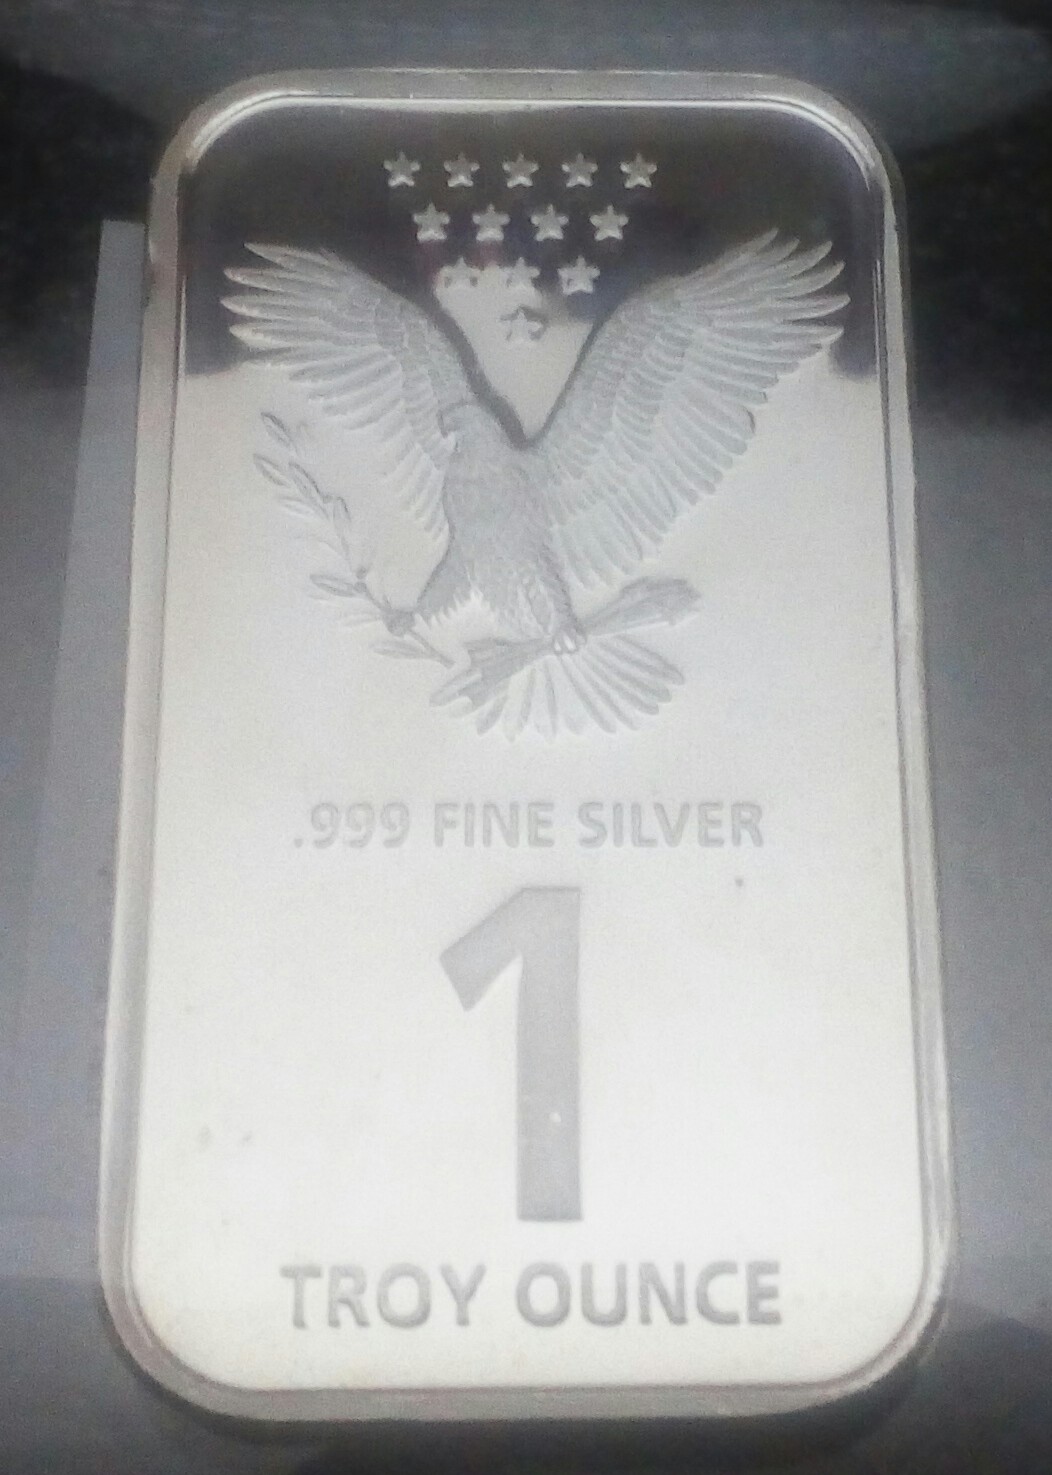 .999 FINE SILVER
1
TROY OUNCE